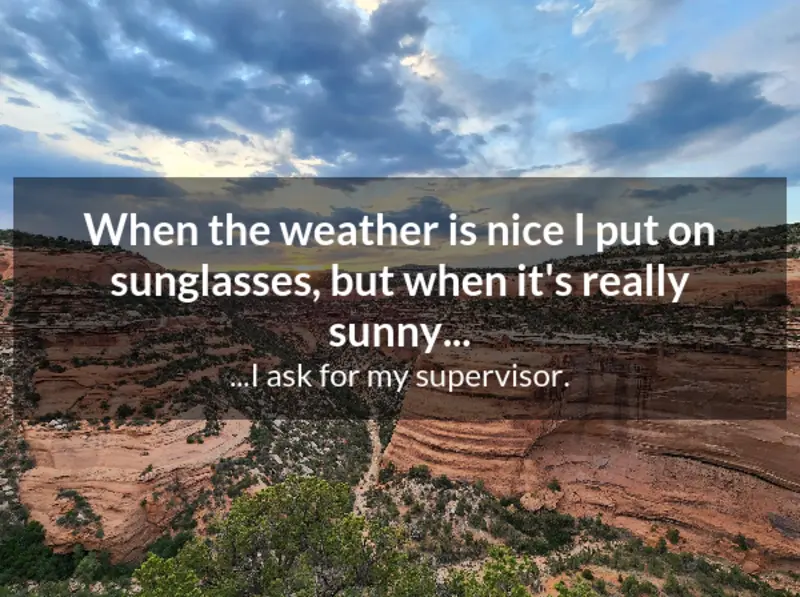 When the weather is nice I put on
sunglasses, but when it's really
sunny...
...I ask for my supervisor.